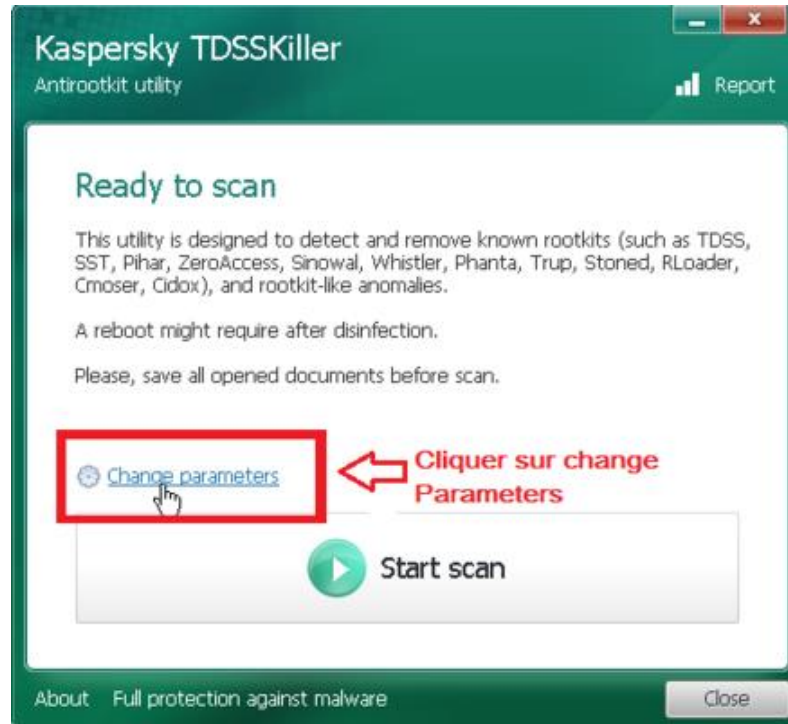 Kaspersky TDSSKiller
Antirootkit utility
Report
Ready to scan
This utility is designed to detect and remove known rootkits (such as TDSS,
SST, Pihar, ZeroAccess, Sinowal, Whistler, Phanta, Trup, Stoned, RLoader,
Cmoser, Cidox), and rootkit-like anomalies.
A reboot might require after disinfection.
Please, save all opened documents before scan.
Change parameters
Cliquer sur change
Parameters
Start scan
About Full protection against malware Close